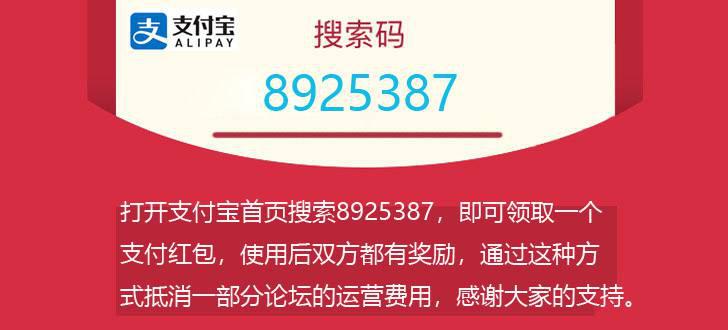 支付宝
ALIPAY
搜索码
8925387
打开支付宝首页搜索8925387，即可领取一个
支付红包，使用后双方都有奖励，通过这种方
式抵消一部分论坛的运营费用，感谢大家的支持。